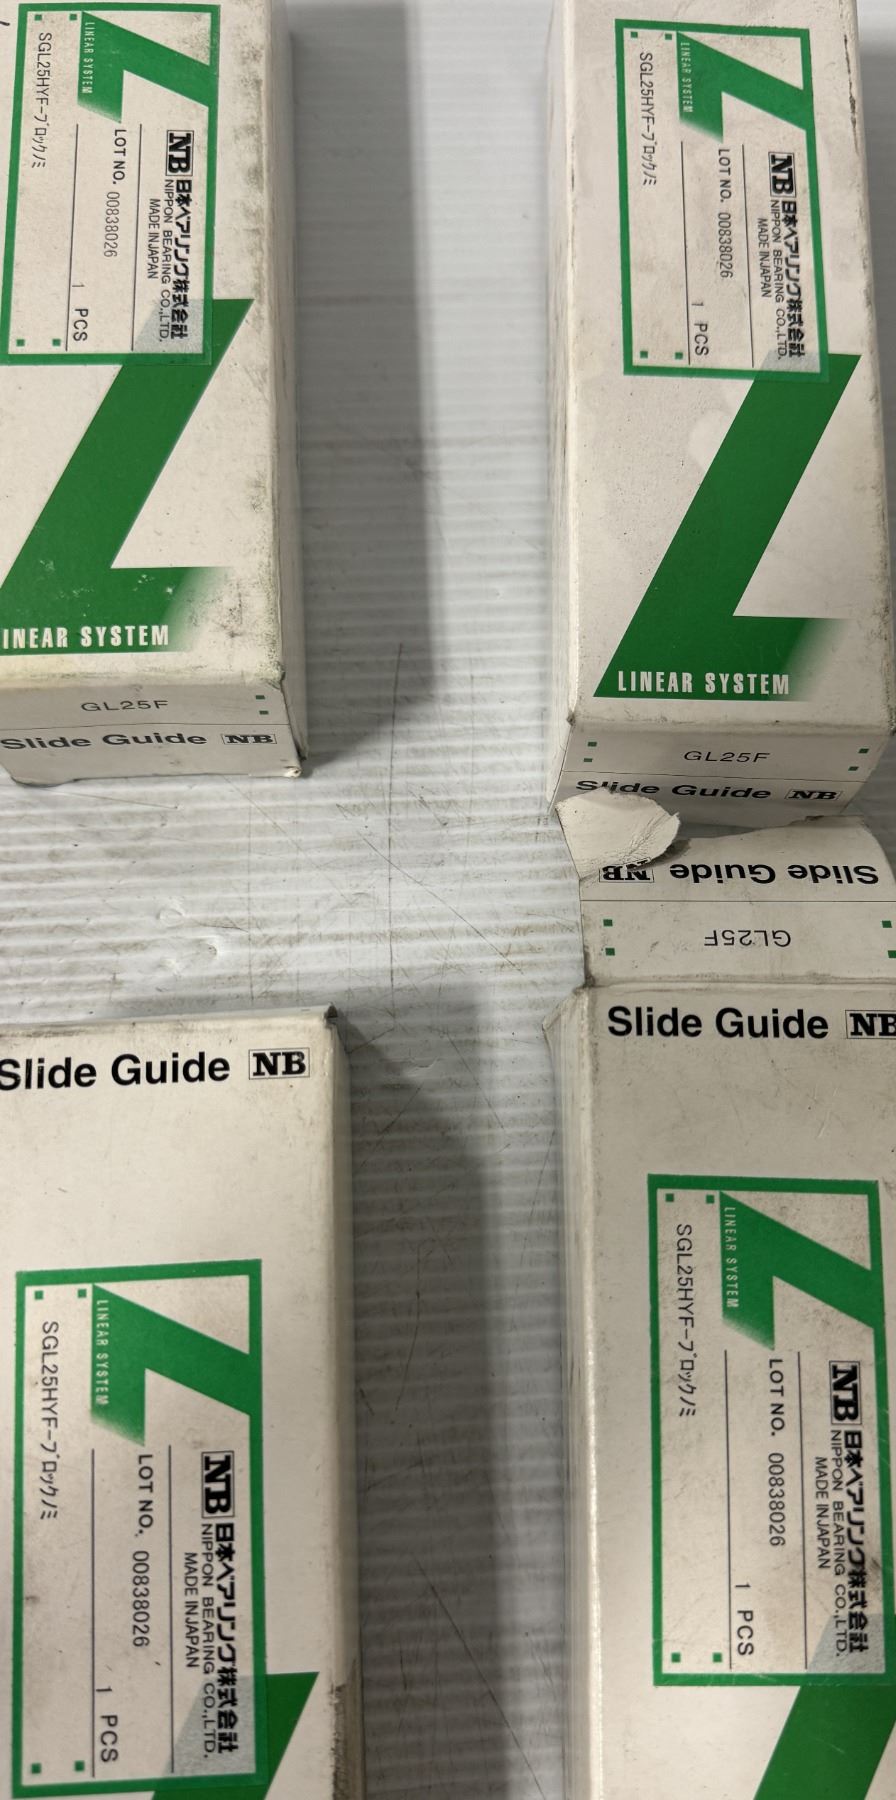 LINEAR SYSTEM
SGL25HYF-ﾌﾞﾛｯｸﾉﾐ
LOT NO. 00838026
1 PCS
NB 日本ベアリング株式会社
NIPPON BEARING CO.,LTD.
MADE IN JAPAN
INEAR SYSTEM
GL25F
Slide Guide NB
LINEAR SYSTEM
SGL25HYF-ﾌﾞﾛｯｸﾉﾐ
LOT NO. 00838026
1 PCS
NB 日本ベアリング株式会社
NIPPON BEARING CO.,LTD.
MADE IN JAPAN
LINEAR SYSTEM
GL25F
Slide Guide NB
Slide Guide NB
LINEAR SYSTEM
SGL25HYF-ﾌﾞﾛｯｸﾉﾐ
LOT NO. 00838026
1 PCS
NB 日本ベアリング株式会社
NIPPON BEARING CO.,LTD.
MADE IN JAPAN
Slide Guide NB
GL25F
Slide Guide NB
LINEAR SYSTEM
SGL25HYF-ﾌﾞﾛｯｸﾉﾐ
LOT NO. 00838026
1 PCS
NB 日本ベアリング株式会社
NIPPON BEARING CO.,LTD.
MADE IN JAPAN